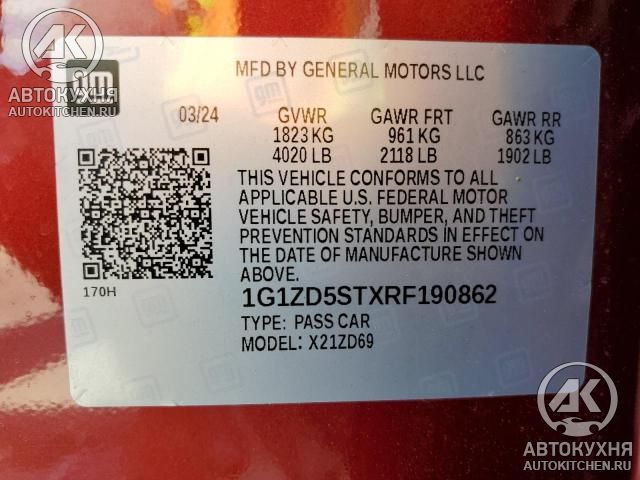 AK
gm
АВТОКУХНЯ
AUTOKITCHEN.RU
MFD BY GENERAL MOTORS LLC
03/24 GVWR GAWR FRT GAWR RR
1823 KG 961 KG 863 KG
4020 LB 2118 LB 1902 LB
THIS VEHICLE CONFORMS TO ALL
APPLICABLE U.S. FEDERAL MOTOR
VEHICLE SAFETY, BUMPER, AND THEFT
PREVENTION STANDARDS IN EFFECT ON
THE DATE OF MANUFACTURE SHOWN
ABOVE.
170H
1G1ZD5STXRF190862
TYPE: PASS CAR
MODEL: X21ZD69
AK
АВТОКУХНЯ
AUTOKITCHEN.RU